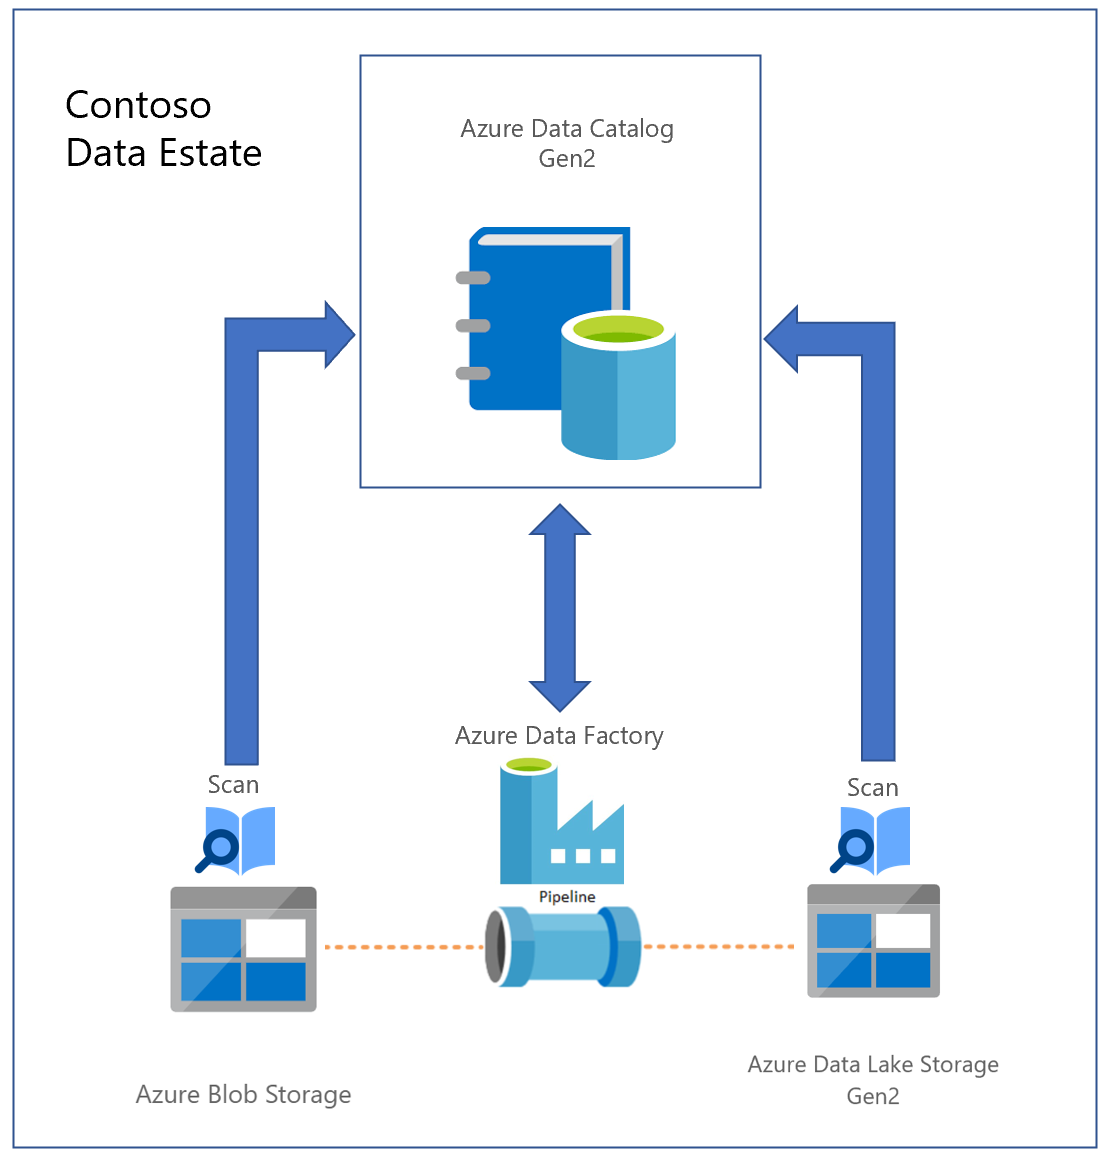 Contoso
Data Estate
Azure Data Catalog
Gen2
Azure Data Factory
Scan
Scan
Pipeline
Azure Blob Storage
Azure Data Lake Storage
Gen2